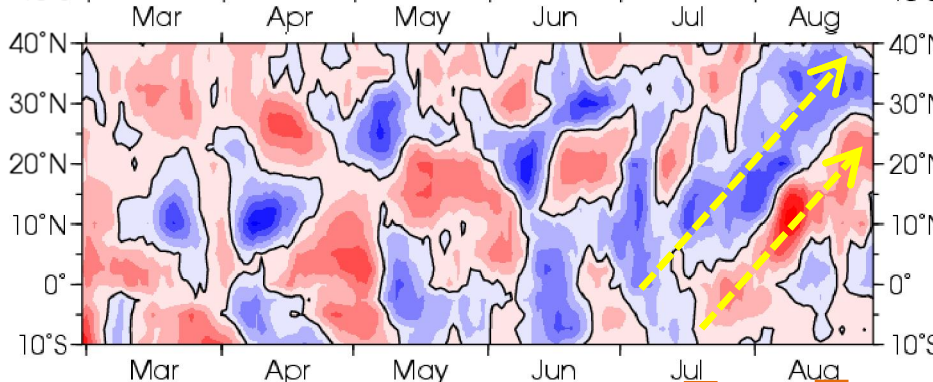 Mar Apr May Jun Jul Aug
40°N 40°N
30°N 30°N
20°N 20°N
10°N 10°N
0° 0°
10°S 10°S
Mar Apr May Jun Jul Aug